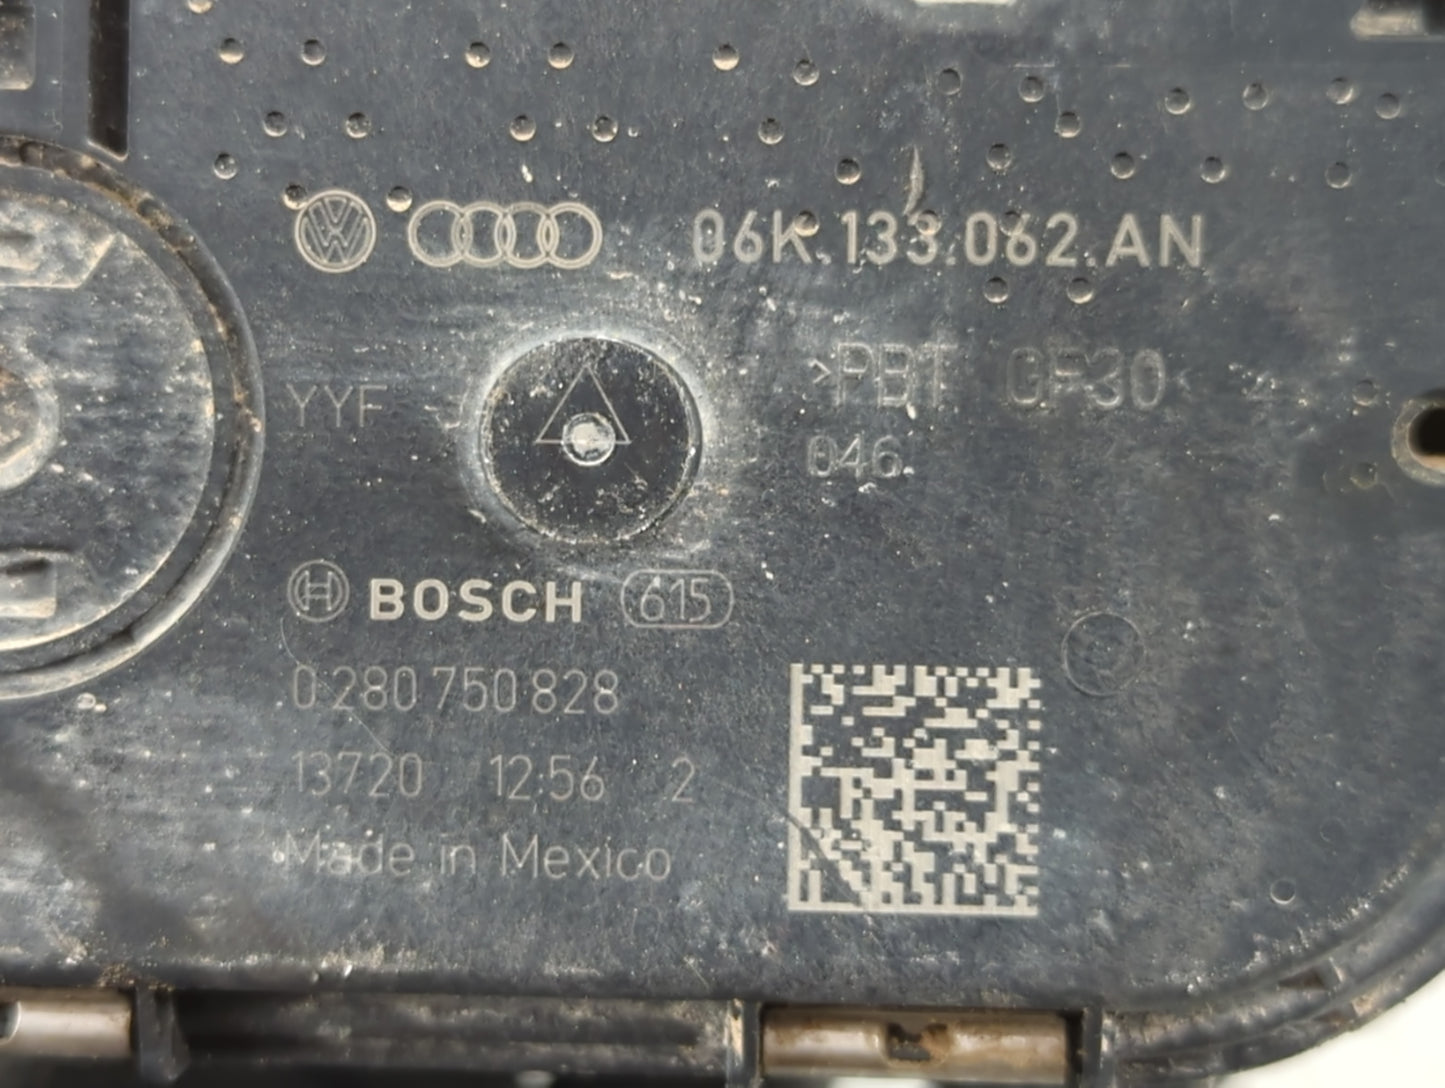 06K.133.062.AN
YYF
>PBT GF30<
046
BOSCH 615
0 280 750 828
13720 12:56 2
Made in Mexico